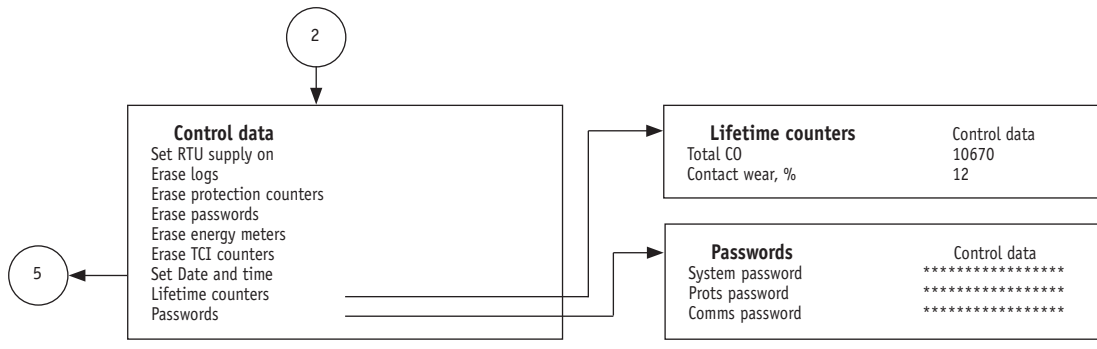 2
Control data
Set RTU supply on
Erase logs
Erase protection counters
Erase passwords
Erase energy meters
Erase TCI counters
Set Date and time
Lifetime counters
Passwords
5
Lifetime counters Control data
Total CO 10670
Contact wear, % 12
Passwords Control data
System password *****************
Prots password *****************
Comms password *****************